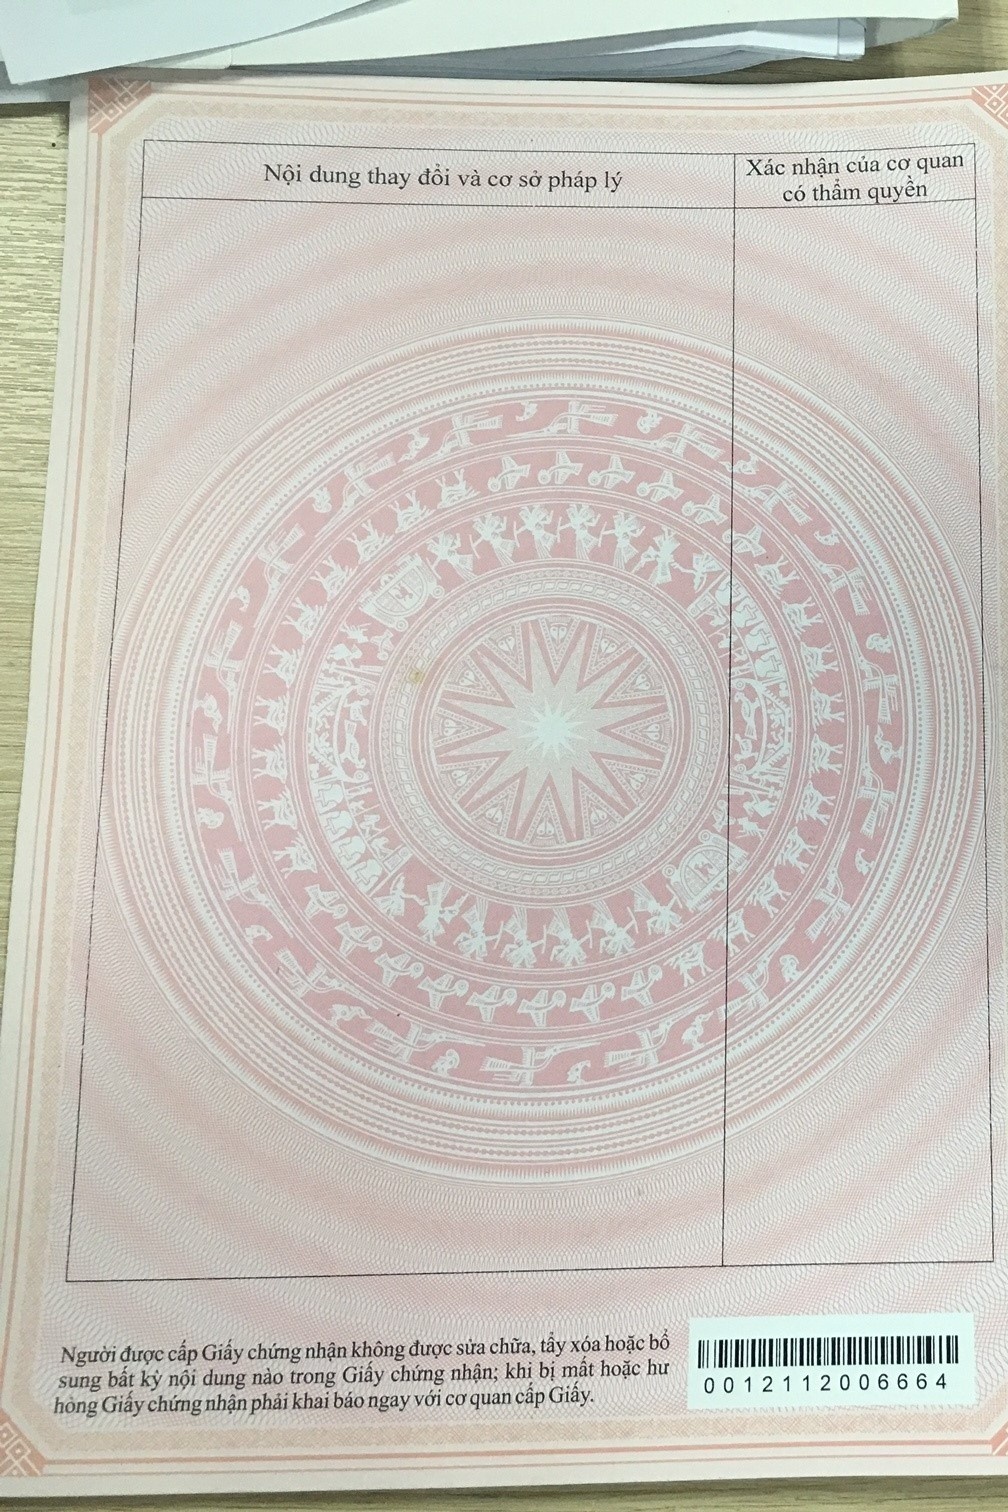 Nội dung thay đổi và cơ sở pháp lý
Xác nhận của cơ quan
có thẩm quyền
Người được cấp Giấy chứng nhận không được sửa chữa, tẩy xóa hoặc bổ
sung bất kỳ nội dung nào trong Giấy chứng nhận; khi bị mất hoặc hư
hỏng Giấy chứng nhận phải khai báo ngay với cơ quan cấp Giấy.
0012112006664